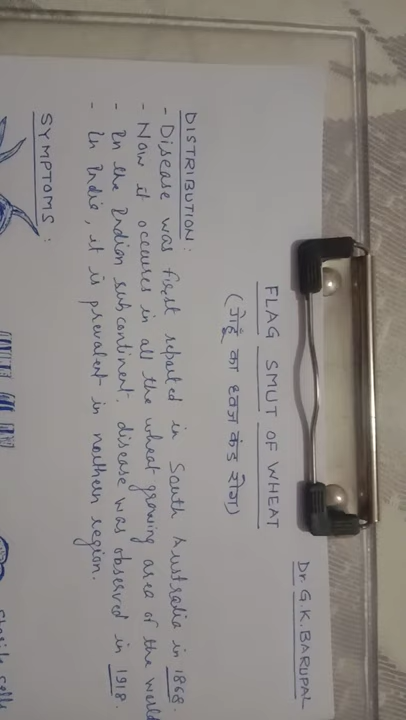 Dr. G.K. BARUPAL
FLAG SMUT OF WHEAT
(गेहूं का ध्वज कंड रोग)
DISTRIBUTION:
- Disease was first reported in South Australia in 1868.
- Now it occures in all the wheat growing area of the world
- In the Indian subcontinent, disease was observed in 1918.
- In India, it is prevalent in northern region.
SYMPTOMS: